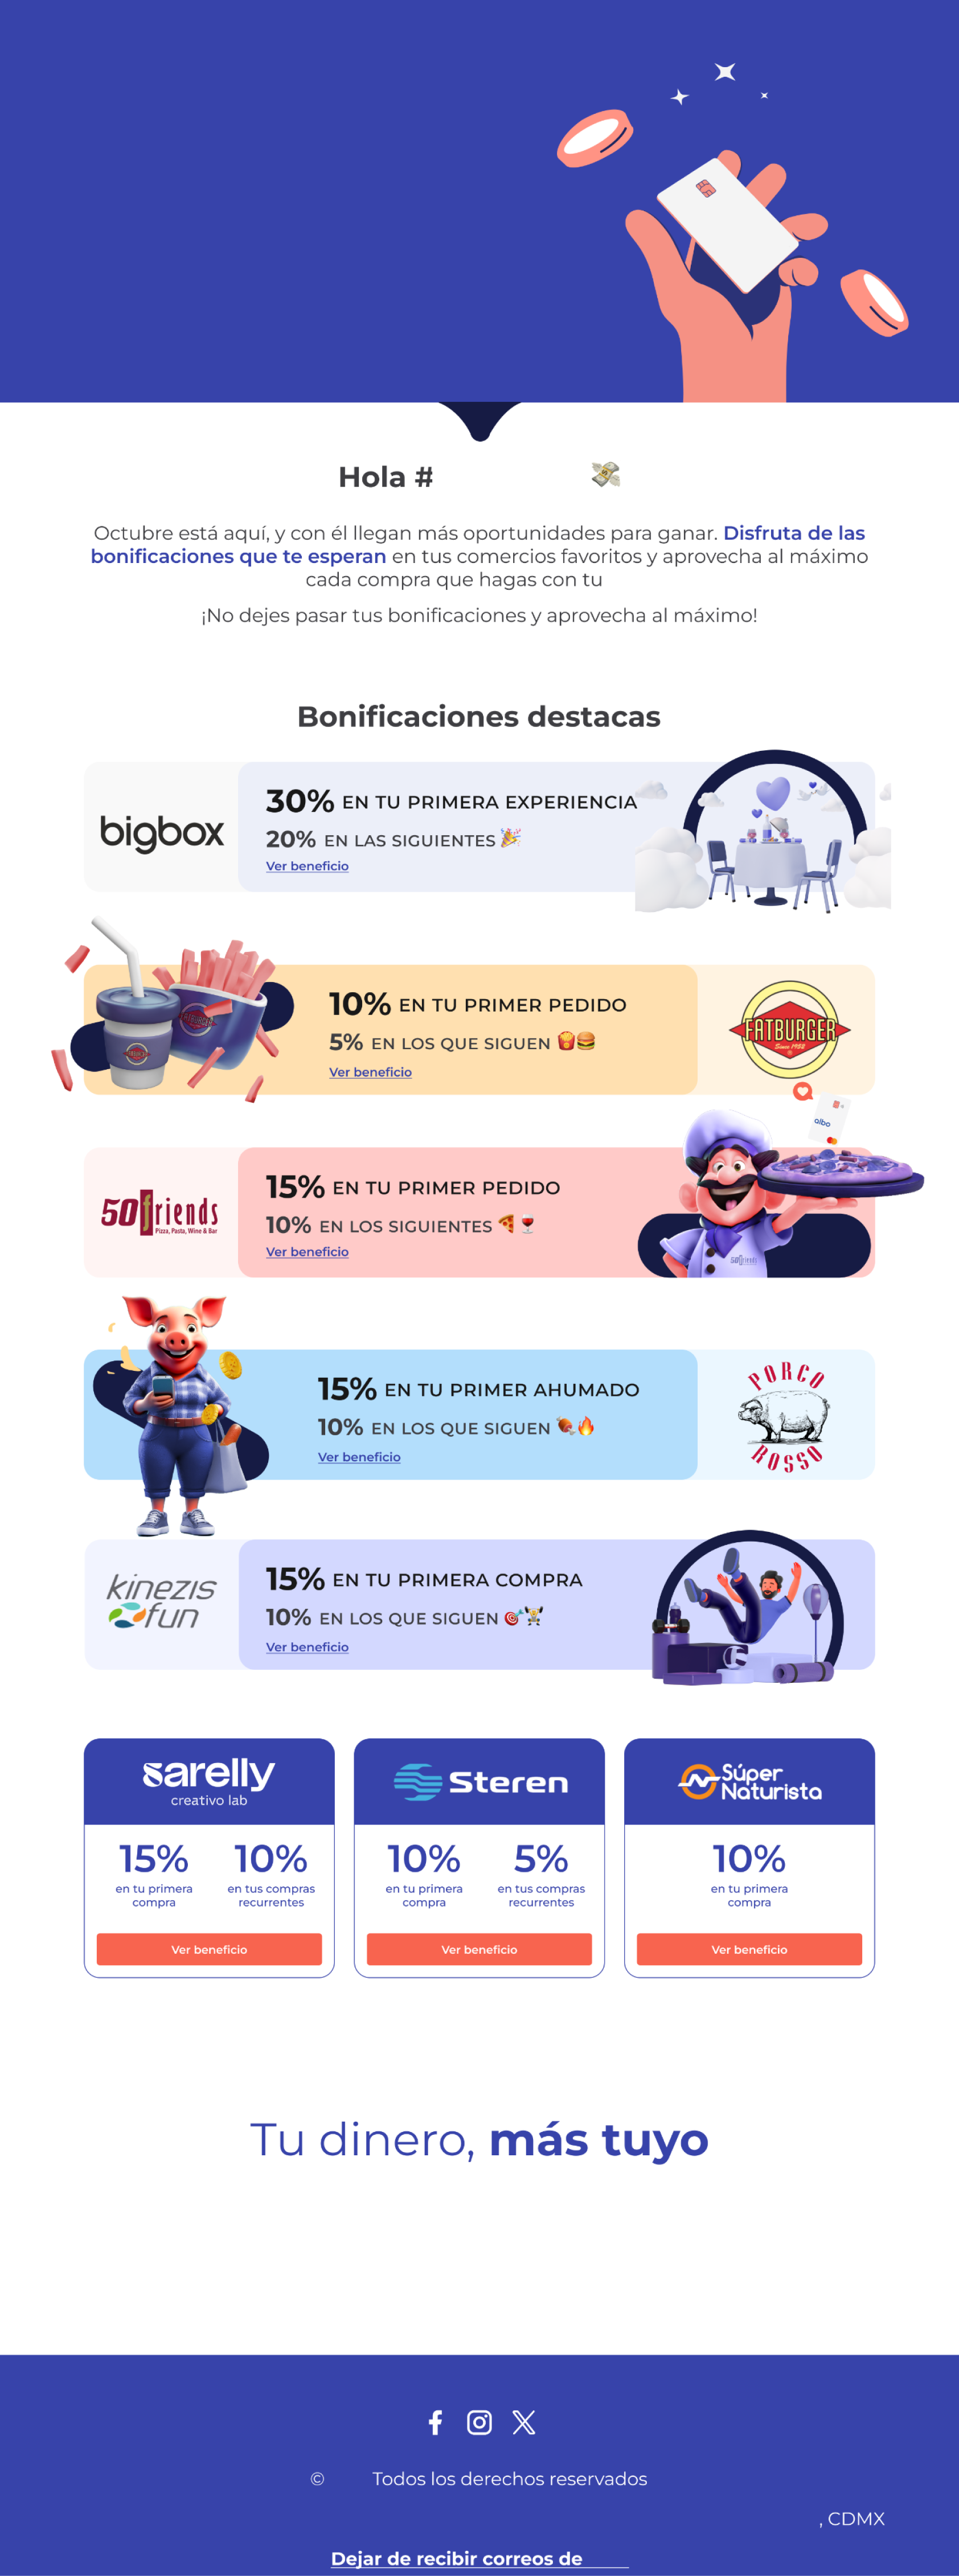 Hola # 💸
Octubre está aquí, y con él llegan más oportunidades para ganar. Disfruta de las
bonificaciones que te esperan en tus comercios favoritos y aprovecha al máximo
cada compra que hagas con tu
¡No dejes pasar tus bonificaciones y aprovecha al máximo!
Bonificaciones destacas
bigbox
30% EN TU PRIMERA EXPERIENCIA
20% EN LAS SIGUIENTES 🎉
Ver beneficio
10% EN TU PRIMER PEDIDO
5% EN LOS QUE SIGUEN 🍟🍔
Ver beneficio
FATBURGER
Since 1952
albo
50friends
Pizza, Pasta, Wine & Bar
15% EN TU PRIMER PEDIDO
10% EN LOS SIGUIENTES 🍕🍷
Ver beneficio
50friends
15% EN TU PRIMER AHUMADO
10% EN LOS QUE SIGUEN 🍖🔥
Ver beneficio
PORCO
ROSSO
kinezis
fun
15% EN TU PRIMERA COMPRA
10% EN LOS QUE SIGUEN 🎯🏋️
Ver beneficio
sarelly
creativo lab
15% 10%
en tu primera en tus compras
compra recurrentes
Ver beneficio
Steren
10% 5%
en tu primera en tus compras
compra recurrentes
Ver beneficio
Súper
Naturista
10%
en tu primera
compra
Ver beneficio
Tu dinero, más tuyo
© Todos los derechos reservados
, CDMX
Dejar de recibir correos de